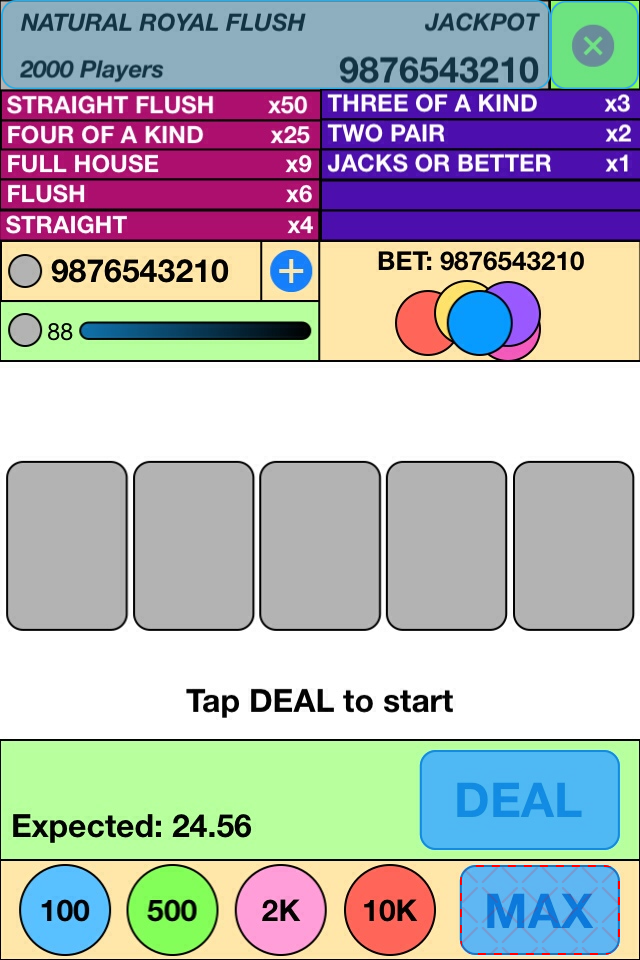 NATURAL ROYAL FLUSH JACKPOT
2000 Players 9876543210
STRAIGHT FLUSH x50
FOUR OF A KIND x25
FULL HOUSE x9
FLUSH x6
STRAIGHT x4
THREE OF A KIND x3
TWO PAIR x2
JACKS OR BETTER x1
9876543210
88
BET: 9876543210
Tap DEAL to start
DEAL
Expected: 24.56
100 500 2K 10K MAX